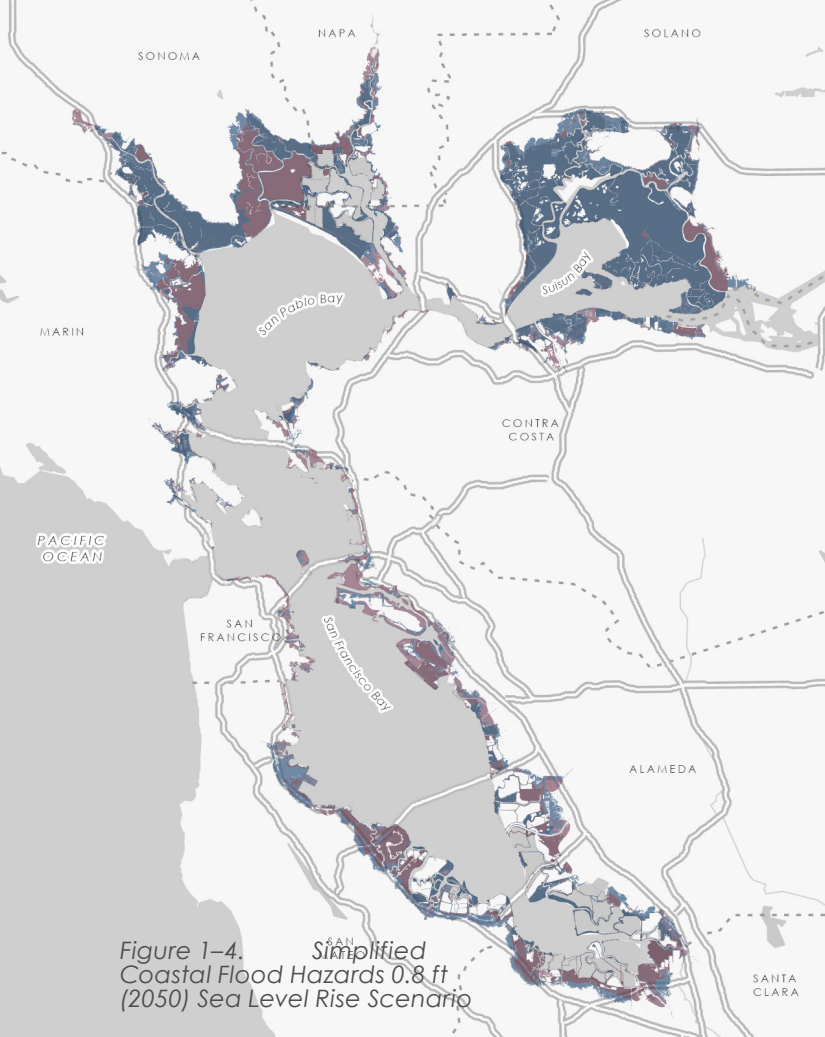 NAPA
SOLANO
SONOMA
San Pablo Bay
Suisun Bay
MARIN
CONTRA
COSTA
PACIFIC
OCEAN
SAN
FRANCISCO
San Francisco Bay
ALAMEDA
SAN
Figure 1–4. Simplified
Coastal Flood Hazards 0.8 ft
(2050) Sea Level Rise Scenario
SANTA
CLARA